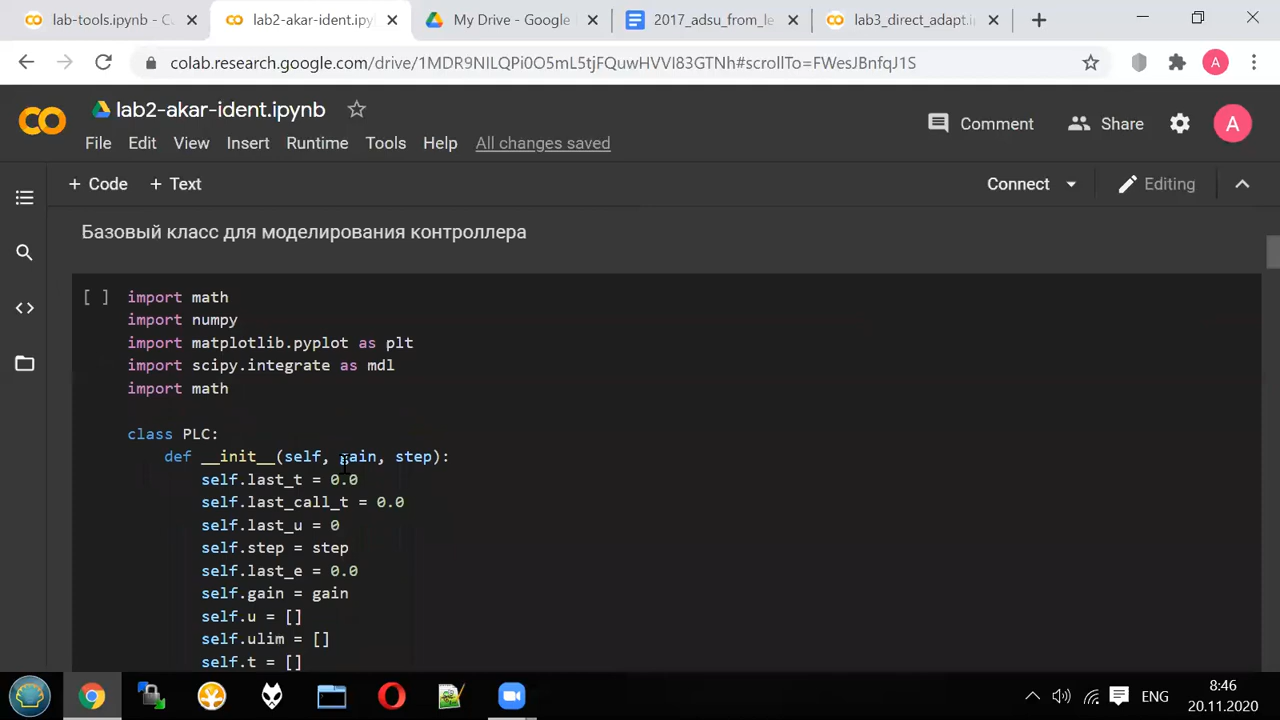 lab-tools.ipynb - C
lab2-akar-ident.ipy
My Drive - Google
2017_adsu_from_le
lab3_direct_adapt.i
colab.research.google.com/drive/1MDR9NILQPi0O5mL5tjFQuwHVVI83GTNh#scrollTo=FWesJBnfqJ1S
A
lab2-akar-ident.ipynb
Comment
Share
A
File Edit View Insert Runtime Tools Help All changes saved
+ Code + Text
Connect
Editing
Базовый класс для моделирования контроллера
[ ] import math
import numpy
import matplotlib.pyplot as plt
import scipy.integrate as mdl
import math
class PLC:
def __init__(self, gain, step):
self.last_t = 0.0
self.last_call_t = 0.0
self.last_u = 0
self.step = step
self.last_e = 0.0
self.gain = gain
self.u = []
self.ulim = []
self.t = []
ENG
8:46
20.11.2020